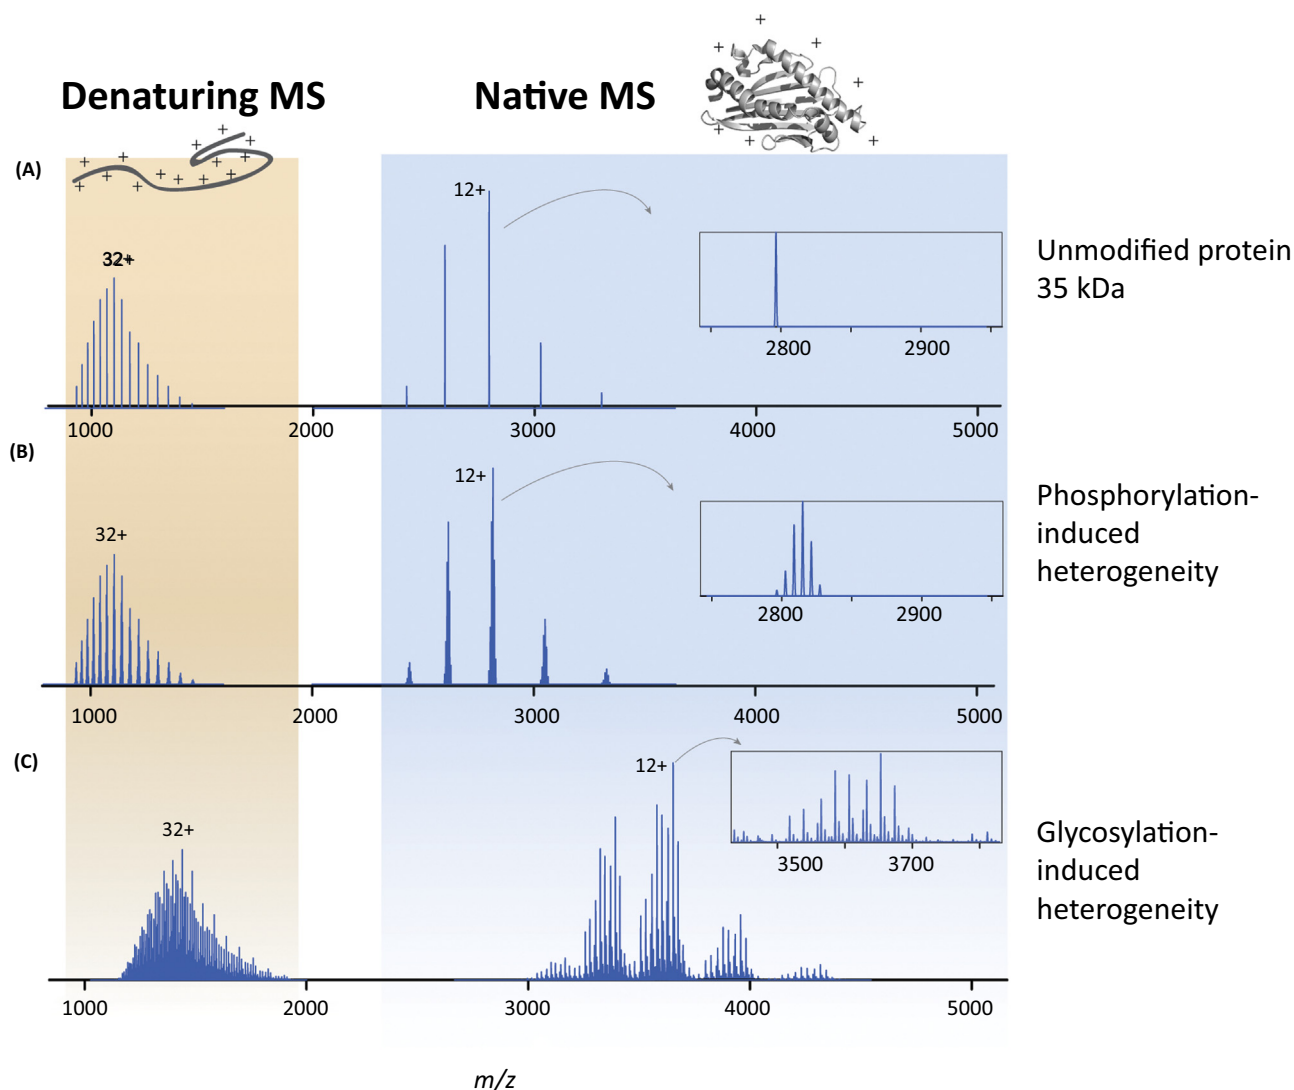 Denaturing MS
Native MS
(A)
12+
32+
2800
2900
Unmodified protein
35 kDa
1000
2000
3000
4000
5000
(B)
12+
32+
2800
2900
Phosphorylation-
induced
heterogeneity
1000
2000
3000
4000
5000
(C)
12+
32+
3500
3700
Glycosylation-
induced
heterogeneity
1000
2000
3000
4000
5000
m/z